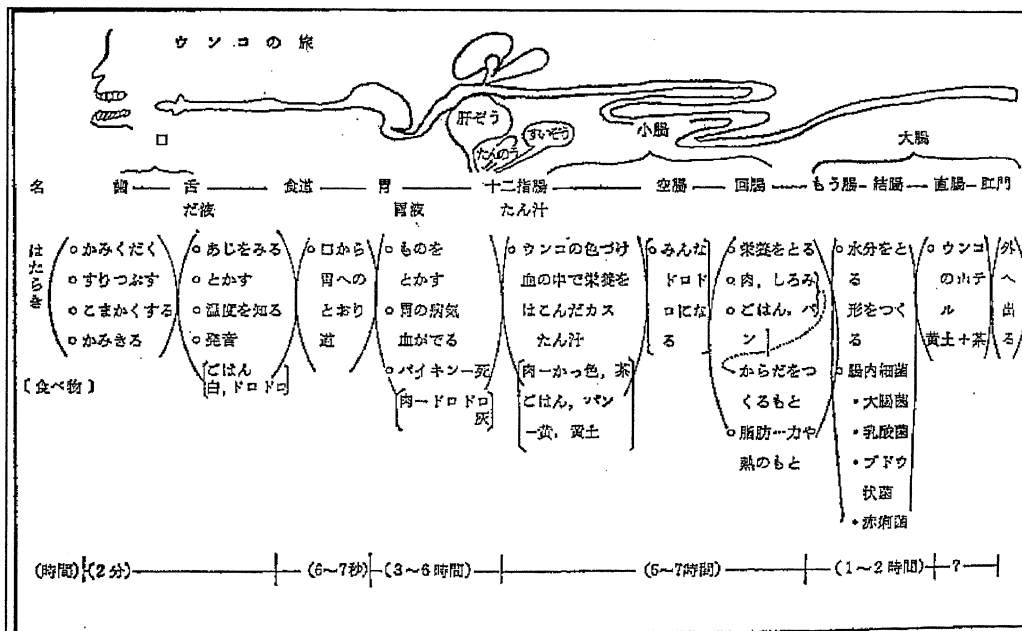 ウンコの旅
肝ぞう
たんのう
すいぞう
小腸
大腸
口
名 歯 舌 食道 胃 十二指腸 空腸 回腸 もう腸 結腸 直腸 肛門
だ液 胃液 たん汁
はたらき
かみくだく
すりつぶす
こまかくする
かみきる
あじをみる
とかす
温度を知る
発音
ごはん
白,ドロドロ
口から
胃への
とおり
道
ものを
とかす
胃の病気
血がでる
バイキン―死
肉―ドロドロ
灰
ウンコの色づけ
血の中で栄養を
はこんだカス
たん汁
肉―かっ色,茶
ごはん,パン
―黄,黄土
みんな
ドロド
ロにな
る
栄養をとる
肉,しろみ
ごはん,パ
ン
からだをつ
くるもと
脂肪―力や
熱のもと
水分をと
る
形をつく
る
腸内細菌
・大腸菌
・乳酸菌
・ブドウ
状菌
・赤痢菌
ウンコ
のホテ
ル
黄土+茶
外
へ
出
る
〔食べ物〕
(時間) (2分) (6~7秒) (3~6時間) (5~7時間) (1~2時間) ?